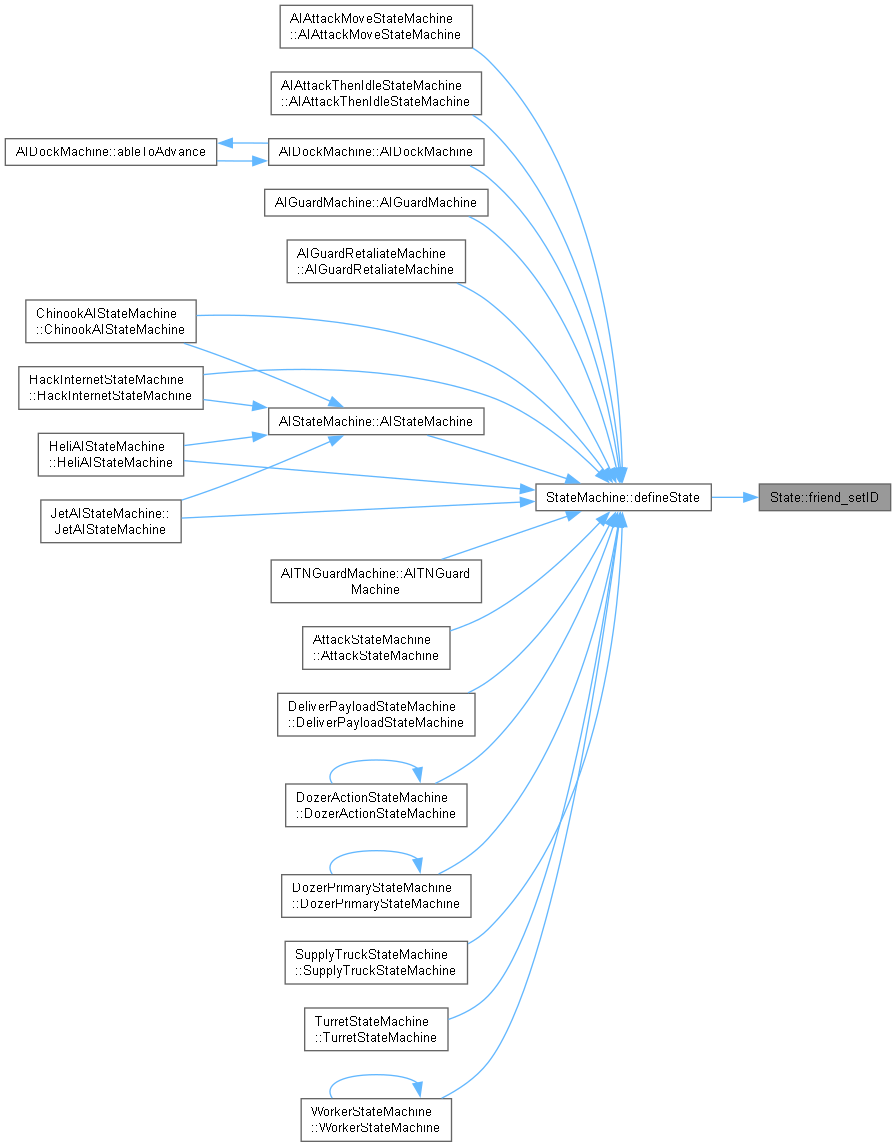 AIAttackMoveStateMachine
::AIAttackMoveStateMachine
AIAttackThenIdleStateMachine
::AIAttackThenIdleStateMachine
AIDockMachine::ableToAdvance
AIDockMachine::AIDockMachine
AIGuardMachine::AIGuardMachine
AIGuardRetaliateMachine
::AIGuardRetaliateMachine
ChinookAIStateMachine
::ChinookAIStateMachine
HackInternetStateMachine
::HackInternetStateMachine
AIStateMachine::AIStateMachine
HeliAIStateMachine
::HeliAIStateMachine
JetAIStateMachine::
JetAIStateMachine
StateMachine::defineState
State::friend_setID
AITNGuardMachine::AITNGuard
Machine
AttackStateMachine
::AttackStateMachine
DeliverPayloadStateMachine
::DeliverPayloadStateMachine
DozerActionStateMachine
::DozerActionStateMachine
DozerPrimaryStateMachine
::DozerPrimaryStateMachine
SupplyTruckStateMachine
::SupplyTruckStateMachine
TurretStateMachine
::TurretStateMachine
WorkerStateMachine
::WorkerStateMachine